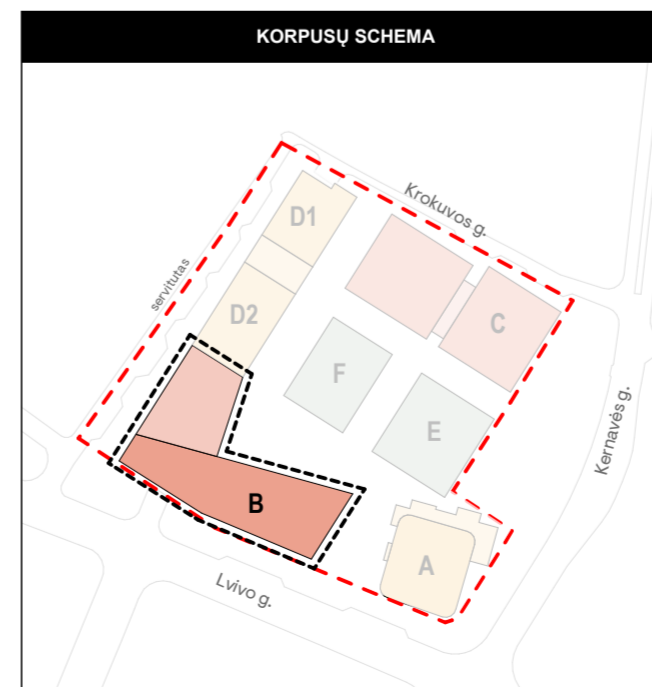 KORPUSŲ SCHEMA
Krokuvos g.
D1
servitutas
D2
C
F
E
Kernavės g.
B
A
Lvivo g.